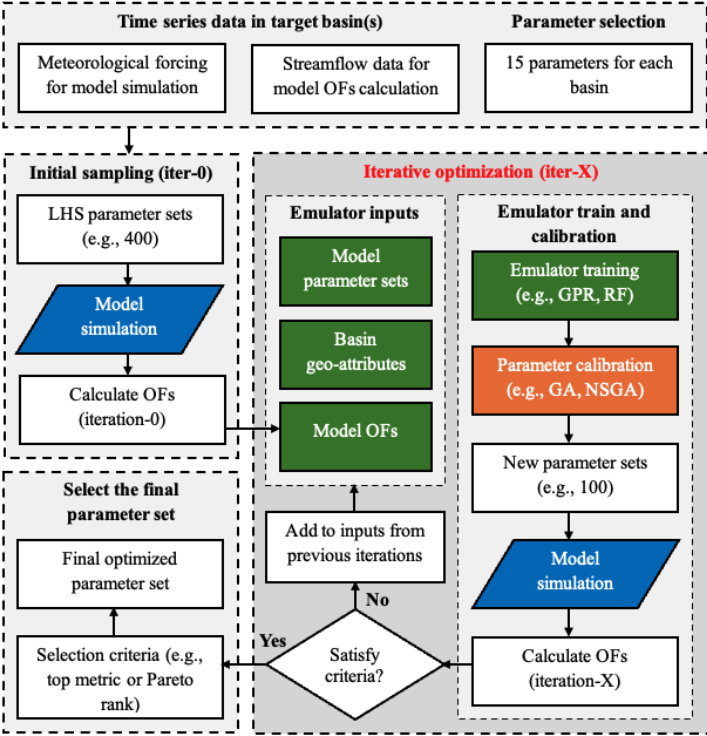 Time series data in target basin(s)
Parameter selection
Meteorological forcing
for model simulation
Streamflow data for
model OFs calculation
15 parameters for each
basin
Initial sampling (iter-0)
LHS parameter sets
(e.g., 400)
Model
simulation
Calculate OFs
(iteration-0)
Iterative optimization (iter-X)
Emulator inputs
Model
parameter sets
Basin
geo-attributes
Model OFs
Add to inputs from
previous iterations
Emulator train and
calibration
Emulator training
(e.g., GPR, RF)
Parameter calibration
(e.g., GA, NSGA)
New parameter sets
(e.g., 100)
Model
simulation
Calculate OFs
(iteration-X)
Satisfy
criteria?
No
Yes
Select the final
parameter set
Final optimized
parameter set
Selection criteria (e.g.,
top metric or Pareto
rank)